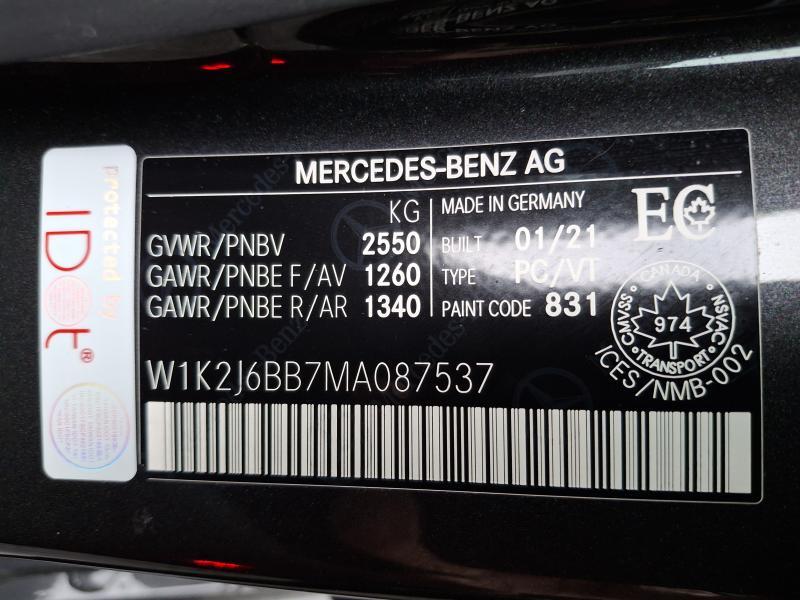 protected by
IDot®
MERCEDES-BENZ AG
KG
GVWR/PNBV 2550
GAWR/PNBE F/AV 1260
GAWR/PNBE R/AR 1340
MADE IN GERMANY
BUILT 01/21
TYPE PC/VT
PAINT CODE 831
EC
CANADA
CMVSS 974 NSVAC
TRANSPORT
ICES/NMB-002
W1K2J6BB7MA087537